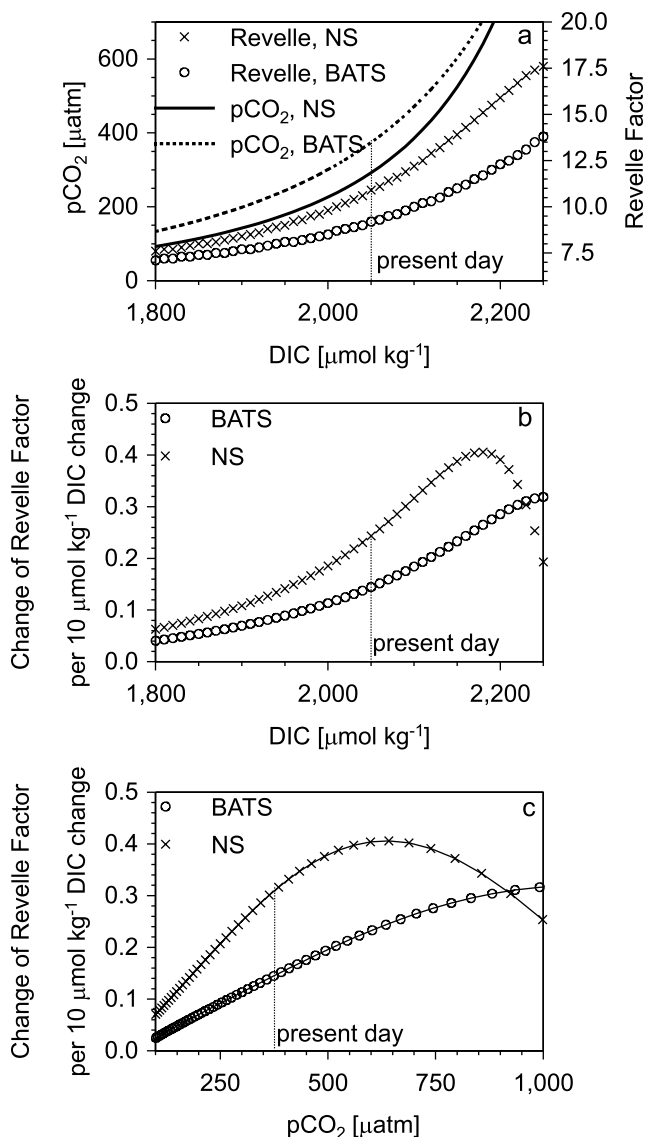 a
Revelle, NS
Revelle, BATS
pCO₂, NS
pCO₂, BATS
600
400
200
0
pCO₂ [µatm]
20.0
17.5
15.0
12.5
10.0
7.5
Revelle Factor
present day
1,800
2,000
2,200
DIC [µmol kg⁻¹]
b
BATS
NS
0.5
0.4
0.3
0.2
0.1
0.0
Change of Revelle Factor
per 10 µmol kg⁻¹ DIC change
present day
1,800
2,000
2,200
DIC [µmol kg⁻¹]
c
BATS
NS
0.5
0.4
0.3
0.2
0.1
0.0
Change of Revelle Factor
per 10 µmol kg⁻¹ DIC change
present day
250
500
750
1,000
pCO₂ [µatm]